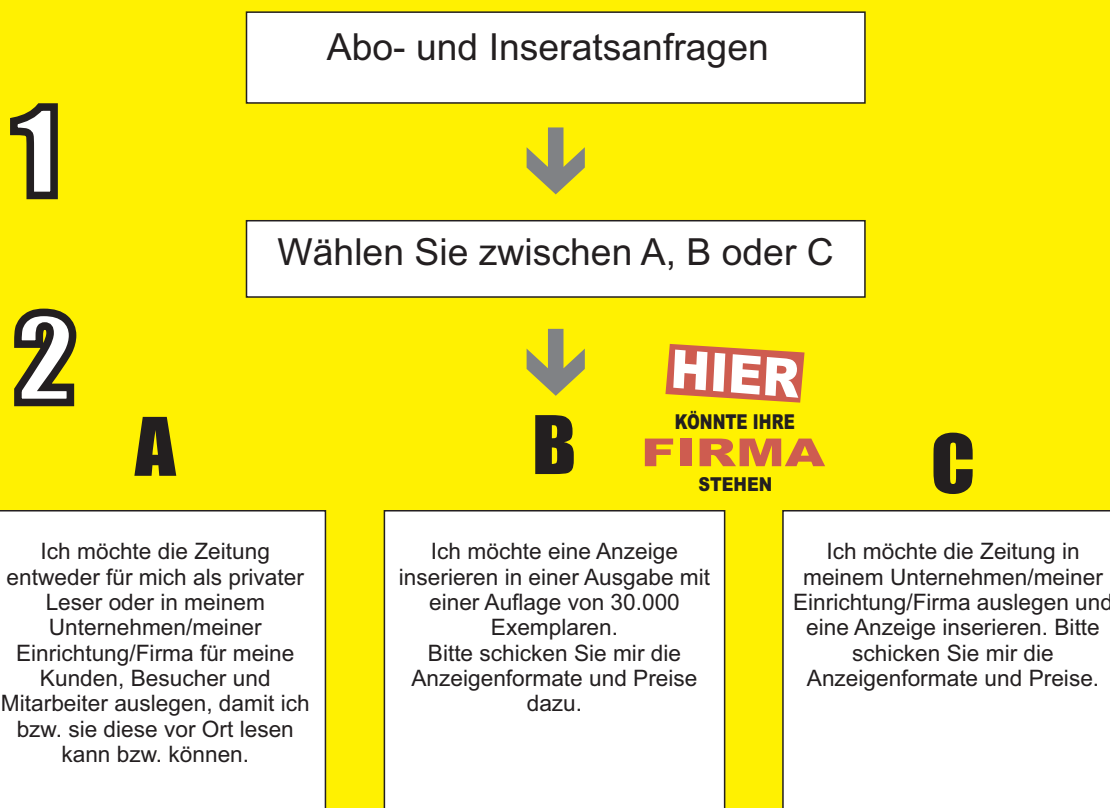 Abo- und Inseratsanfragen
1
Wählen Sie zwischen A, B oder C
2
HIER
KÖNNTE IHRE
FIRMA
STEHEN
A
B
C
Ich möchte die Zeitung
entweder für mich als privater
Leser oder in meinem
Unternehmen/meiner
Einrichtung/Firma für meine
Kunden, Besucher und
Mitarbeiter auslegen, damit ich
bzw. sie diese vor Ort lesen
kann bzw. können.
Ich möchte eine Anzeige
inserieren in einer Ausgabe mit
einer Auflage von 30.000
Exemplaren.
Bitte schicken Sie mir die
Anzeigenformate und Preise
dazu.
Ich möchte die Zeitung in
meinem Unternehmen/meiner
Einrichtung/Firma auslegen und
eine Anzeige inserieren. Bitte
schicken Sie mir die
Anzeigenformate und Preise.